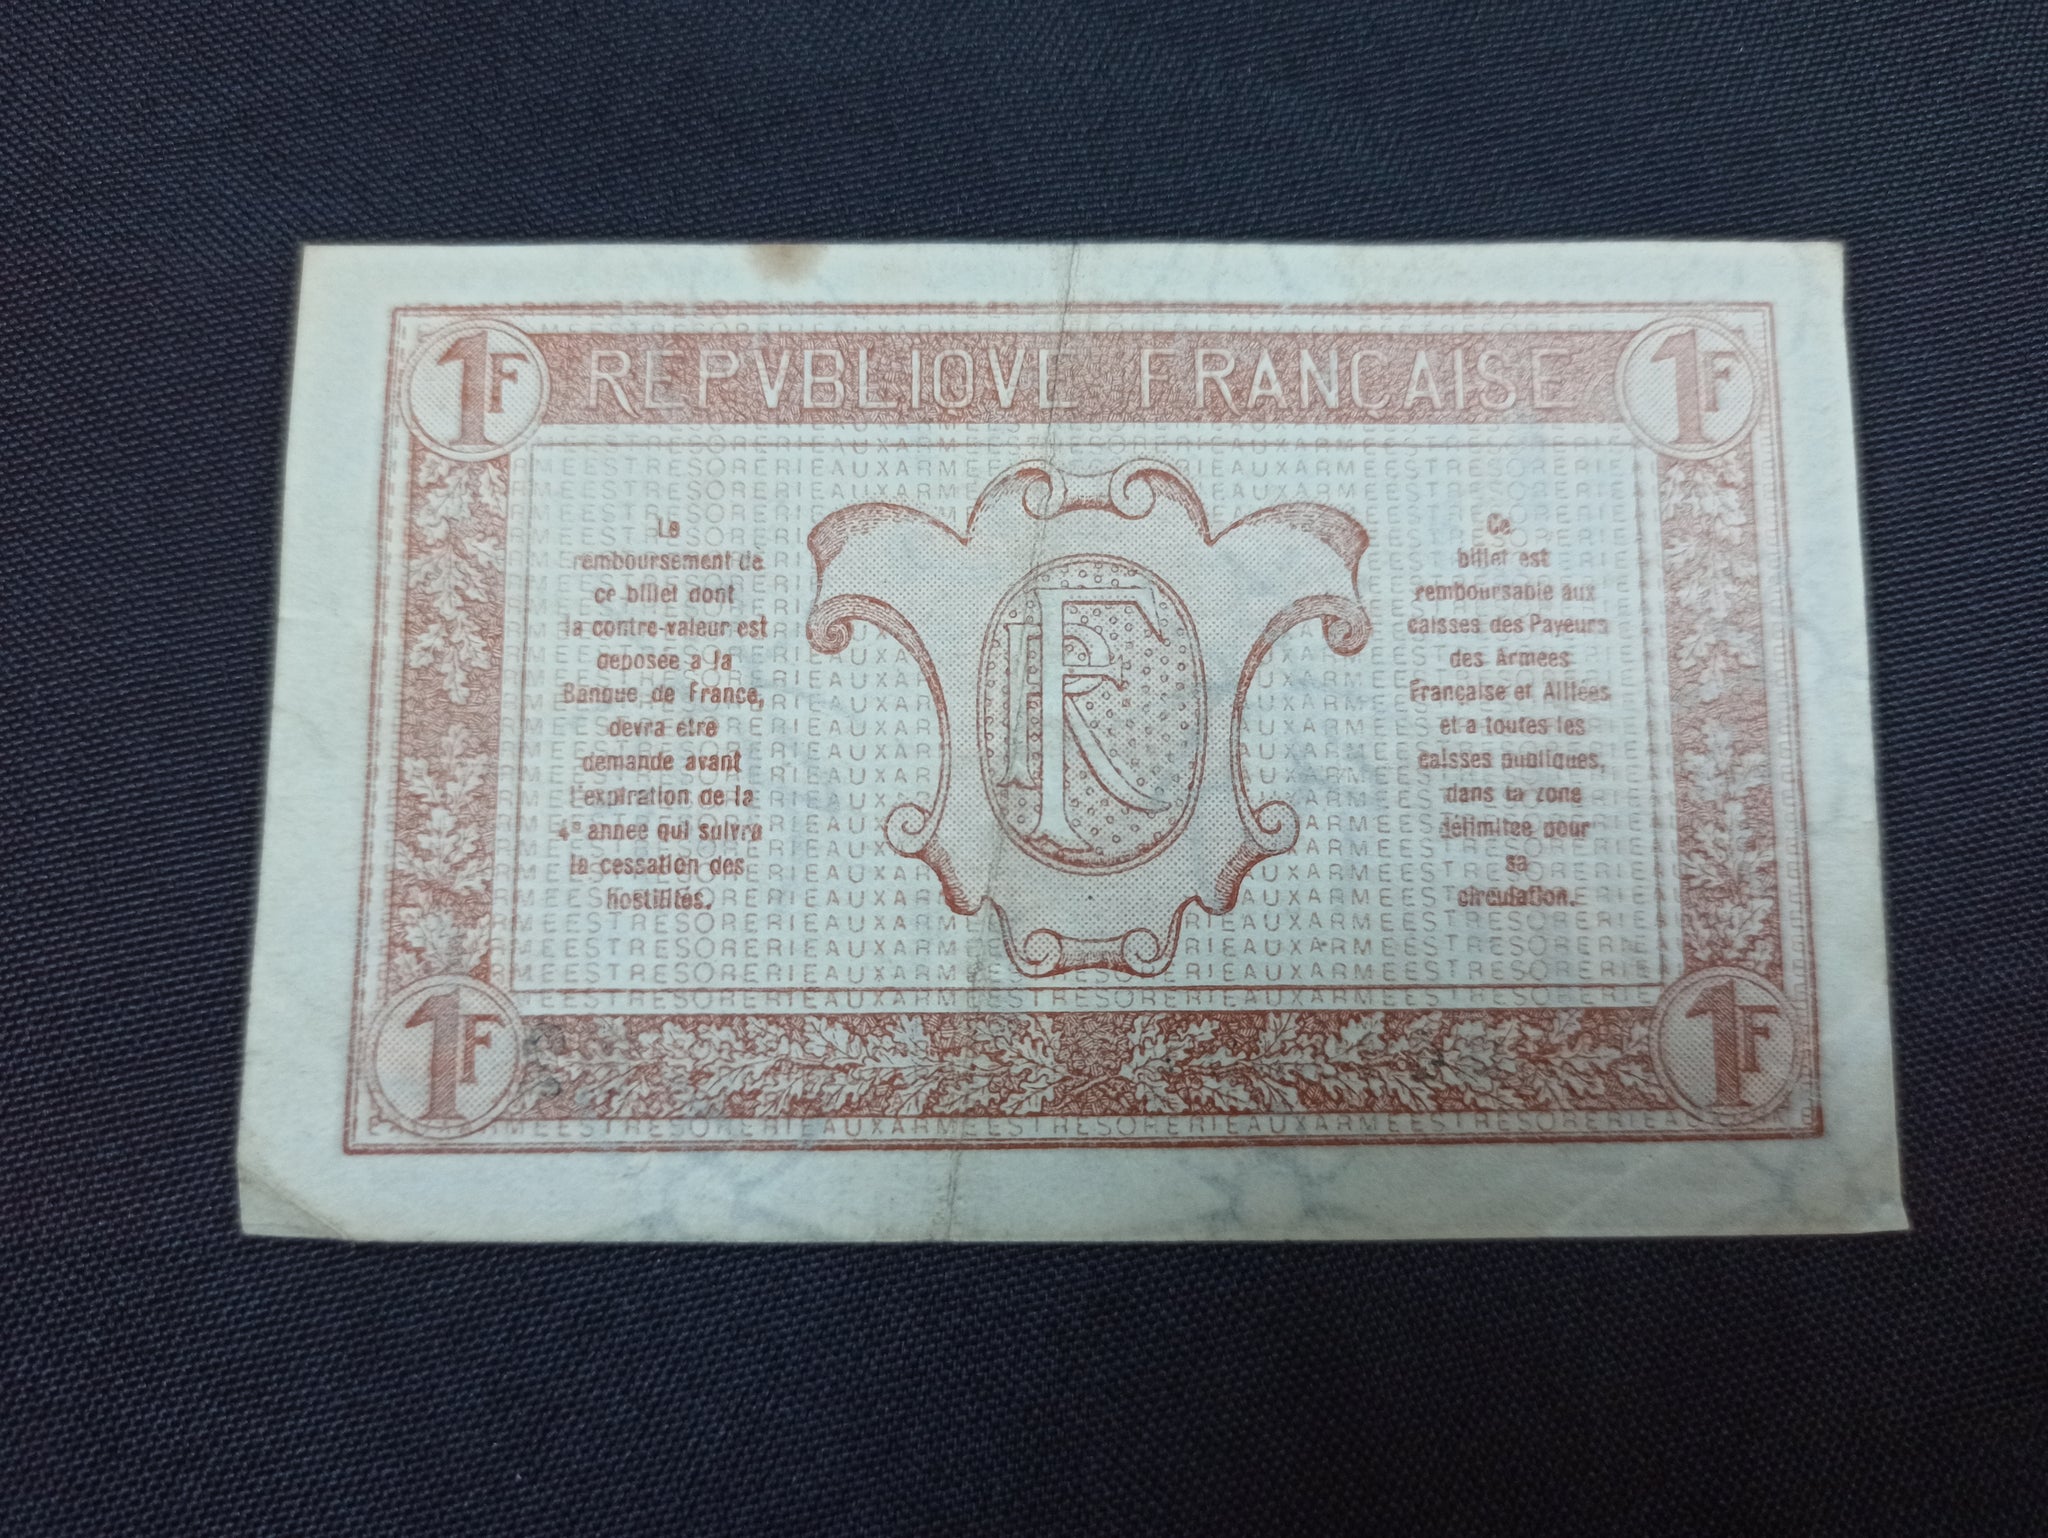 1F REPVBLIQVE FRANÇAISE 1F
Le
remboursement de
ce billet dont
la contre-valeur est
déposée à la
Banque de France,
devra être
demandé avant
l'expiration de la
4e année qui suivra
la cessation des
hostilités.
RF
Ce
billet est
remboursable aux
caisses des Payeurs
des Armées
Française et Alliées
et à toutes les
caisses publiques,
dans la zone
délimitée pour
sa
circulation.
1F 1F